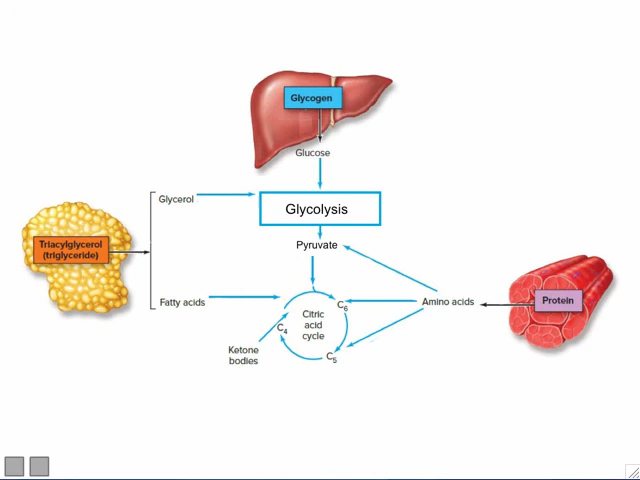 Glycogen
Glucose
Glycerol
Glycolysis
Triacylglycerol
(triglyceride)
Pyruvate
Fatty acids
C6
Amino acids
Protein
Citric
acid
cycle
C4
Ketone
bodies
C5